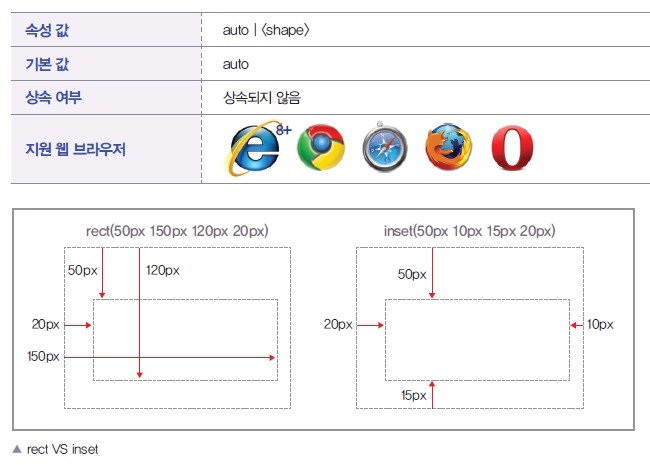 속성 값 auto | 〈shape〉
기본 값 auto
상속 여부 상속되지 않음
지원 웹 브라우저 8+
rect(50px 150px 120px 20px)
50px 120px
20px
150px
inset(50px 10px 15px 20px)
50px
20px 10px
15px
▲ rect VS inset